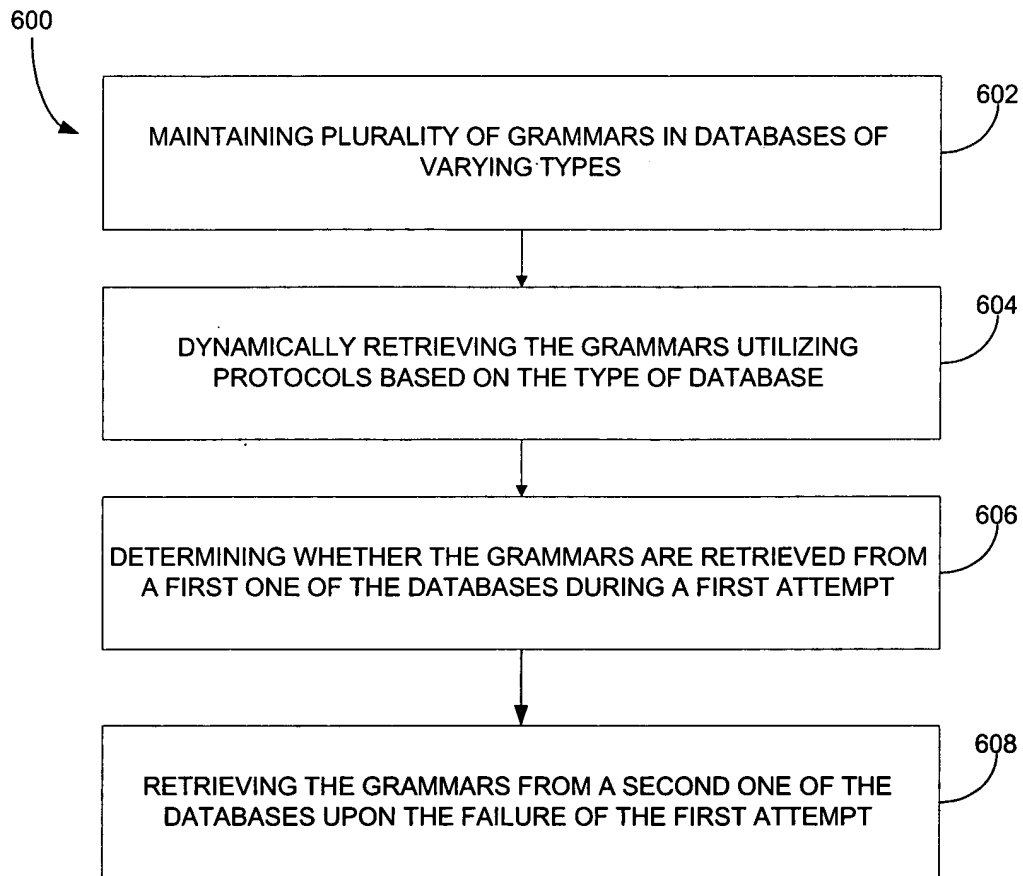 600
602
MAINTAINING PLURALITY OF GRAMMARS IN DATABASES OF
VARYING TYPES
604
DYNAMICALLY RETRIEVING THE GRAMMARS UTILIZING
PROTOCOLS BASED ON THE TYPE OF DATABASE
606
DETERMINING WHETHER THE GRAMMARS ARE RETRIEVED FROM
A FIRST ONE OF THE DATABASES DURING A FIRST ATTEMPT
608
RETRIEVING THE GRAMMARS FROM A SECOND ONE OF THE
DATABASES UPON THE FAILURE OF THE FIRST ATTEMPT